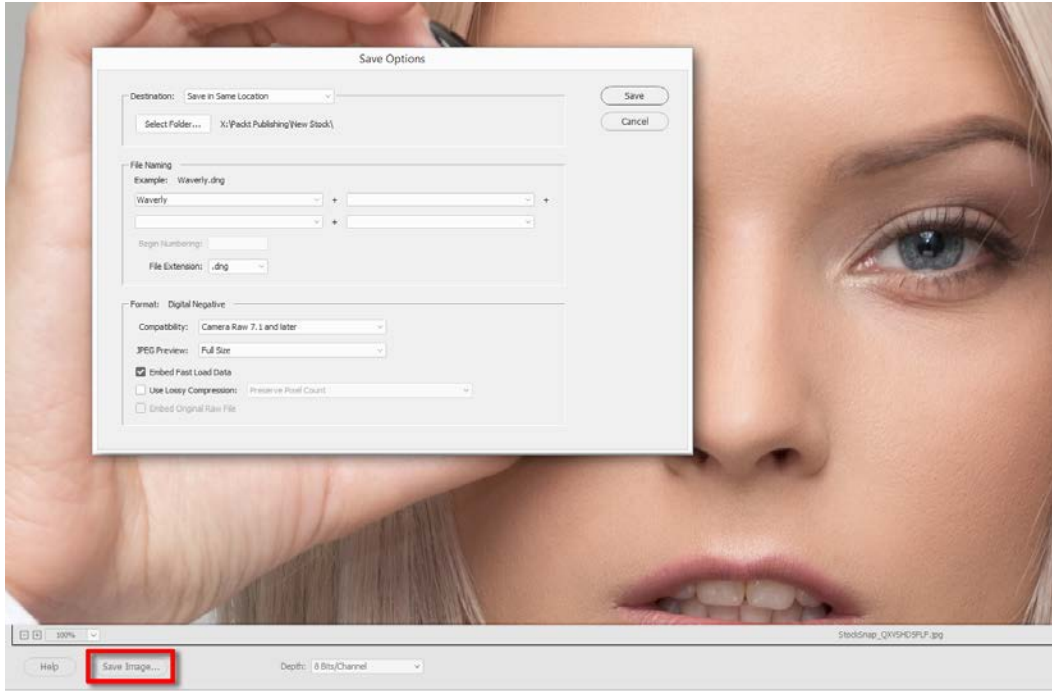 Save Options
Destination: Save in Same Location
Save
Select Folder... X:\Packt Publishing\New Stock\
Cancel
File Naming
Example: Waverly.dng
Waverly + +
+
Begin Numbering:
File Extension: .dng
Format: Digital Negative
Compatibility: Camera Raw 7.1 and later
JPEG Preview: Full Size
Embed Fast Load Data
Use Lossy Compression: Preserve Pixel Count
Embed Original Raw File
- + 100% StockSnap_QXVSHD5FLF.jpg
Help Save Image... Depth: 8 Bits/Channel